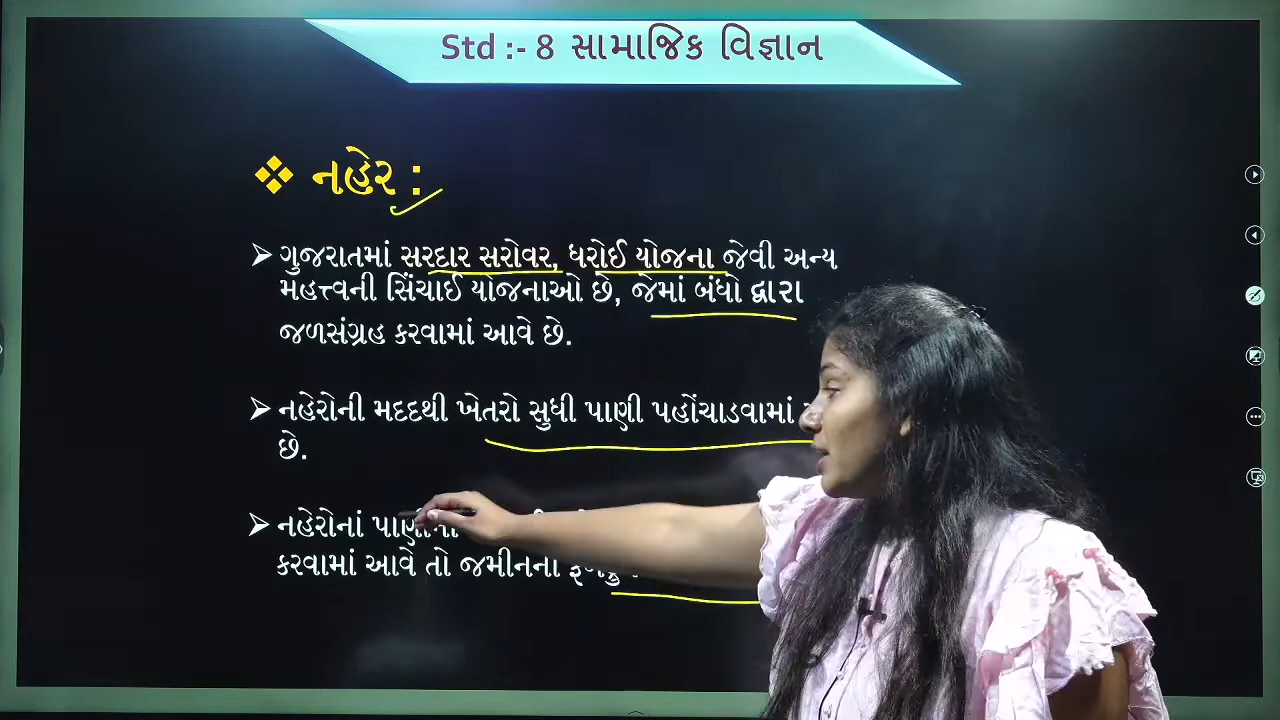 Std :- 8 સામાજિક વિજ્ઞાન
❖ નહેર :
➢ ગુજરાતમાં સરદાર સરોવર, ધરોઈ યોજના જેવી અન્ય
મહત્ત્વની સિંચાઈ યોજનાઓ છે, જેમાં બંધો દ્વારા
જળસંગ્રહ કરવામાં આવે છે.
➢ નહેરોની મદદથી ખેતરો સુધી પાણી પહોંચાડવામાં
છે.
➢ નહેરોનાં
કરવામાં આવે તો જમીનની